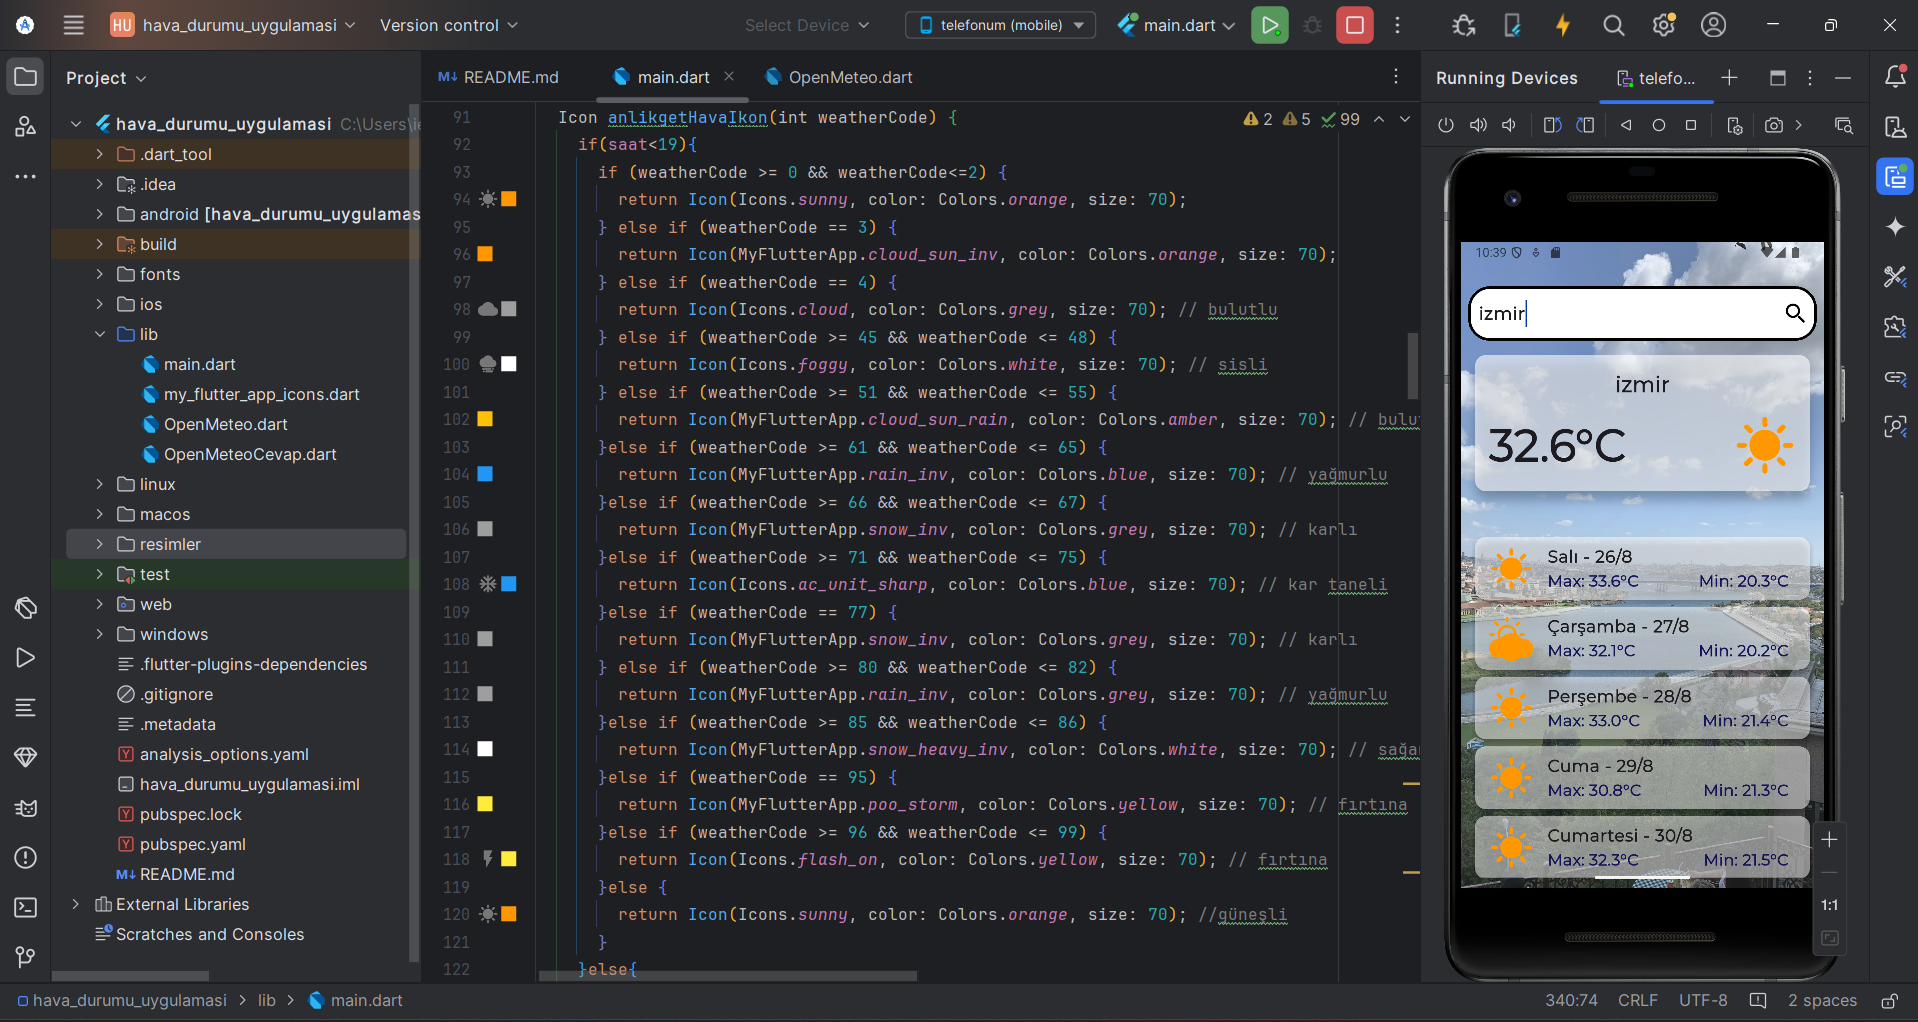 HU hava_durumu_uygulamasi Version control Select Device telefonum (mobile) main.dart
Project
hava_durumu_uygulamasi C:\Users\
.dart_tool
.idea
android [hava_durumu_uygulamas
build
fonts
ios
lib
main.dart
my_flutter_app_icons.dart
OpenMeteo.dart
OpenMeteoCevap.dart
linux
macos
resimler
test
web
windows
.flutter-plugins-dependencies
.gitignore
.metadata
analysis_options.yaml
hava_durumu_uygulamasi.iml
pubspec.lock
pubspec.yaml
M↓ README.md
External Libraries
Scratches and Consoles
M↓ README.md main.dart OpenMeteo.dart
2 5 99
91 Icon anlikgetHavaIkon(int weatherCode) {
92 if(saat<19){
93 if (weatherCode >= 0 && weatherCode<=2) {
94 return Icon(Icons.sunny, color: Colors.orange, size: 70);
95 } else if (weatherCode == 3) {
96 return Icon(MyFlutterApp.cloud_sun_inv, color: Colors.orange, size: 70);
97 } else if (weatherCode == 4) {
98 return Icon(Icons.cloud, color: Colors.grey, size: 70); // bulutlu
99 } else if (weatherCode >= 45 && weatherCode <= 48) {
100 return Icon(Icons.foggy, color: Colors.white, size: 70); // sisli
101 } else if (weatherCode >= 51 && weatherCode <= 55) {
102 return Icon(MyFlutterApp.cloud_sun_rain, color: Colors.amber, size: 70); // bulu
103 }else if (weatherCode >= 61 && weatherCode <= 65) {
104 return Icon(MyFlutterApp.rain_inv, color: Colors.blue, size: 70); // yağmurlu
105 }else if (weatherCode >= 66 && weatherCode <= 67) {
106 return Icon(MyFlutterApp.snow_inv, color: Colors.grey, size: 70); // karlı
107 }else if (weatherCode >= 71 && weatherCode <= 75) {
108 return Icon(Icons.ac_unit_sharp, color: Colors.blue, size: 70); // kar taneli
109 }else if (weatherCode == 77) {
110 return Icon(MyFlutterApp.snow_inv, color: Colors.grey, size: 70); // karlı
111 } else if (weatherCode >= 80 && weatherCode <= 82) {
112 return Icon(MyFlutterApp.rain_inv, color: Colors.grey, size: 70); // yağmurlu
113 }else if (weatherCode >= 85 && weatherCode <= 86) {
114 return Icon(MyFlutterApp.snow_heavy_inv, color: Colors.white, size: 70); // sağa
115 }else if (weatherCode == 95) {
116 return Icon(MyFlutterApp.poo_storm, color: Colors.yellow, size: 70); // fırtına
117 }else if (weatherCode >= 96 && weatherCode <= 99) {
118 return Icon(Icons.flash_on, color: Colors.yellow, size: 70); // fırtına
119 }else {
120 return Icon(Icons.sunny, color: Colors.orange, size: 70); //güneşli
121 }
122 }else{
Running Devices telefo...
10:39
izmir
izmir
32.6°C
Salı - 26/8
Max: 33.6°C Min: 20.3°C
Çarşamba - 27/8
Max: 32.1°C Min: 20.2°C
Perşembe - 28/8
Max: 33.0°C Min: 21.4°C
Cuma - 29/8
Max: 30.8°C Min: 21.3°C
Cumartesi - 30/8
Max: 32.3°C Min: 21.5°C
1:1
hava_durumu_uygulamasi > lib > main.dart
340:74 CRLF UTF-8 2 spaces